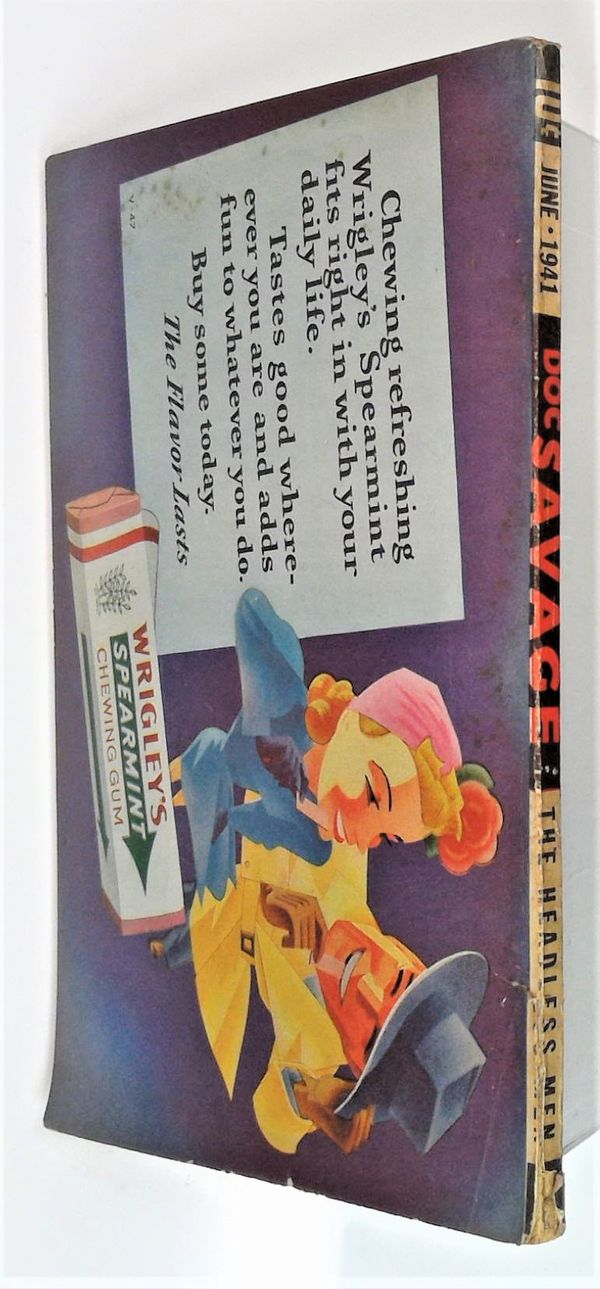 JUNE • 1941
DOC SAVAGE
THE HEADLESS MEN
Chewing refreshing
Wrigley's Spearmint
fits right in with your
daily life.
Tastes good where-
ever you are and adds
fun to whatever you do.
Buy some today.
The Flavor Lasts
WRIGLEY'S
SPEARMINT
CHEWING GUM